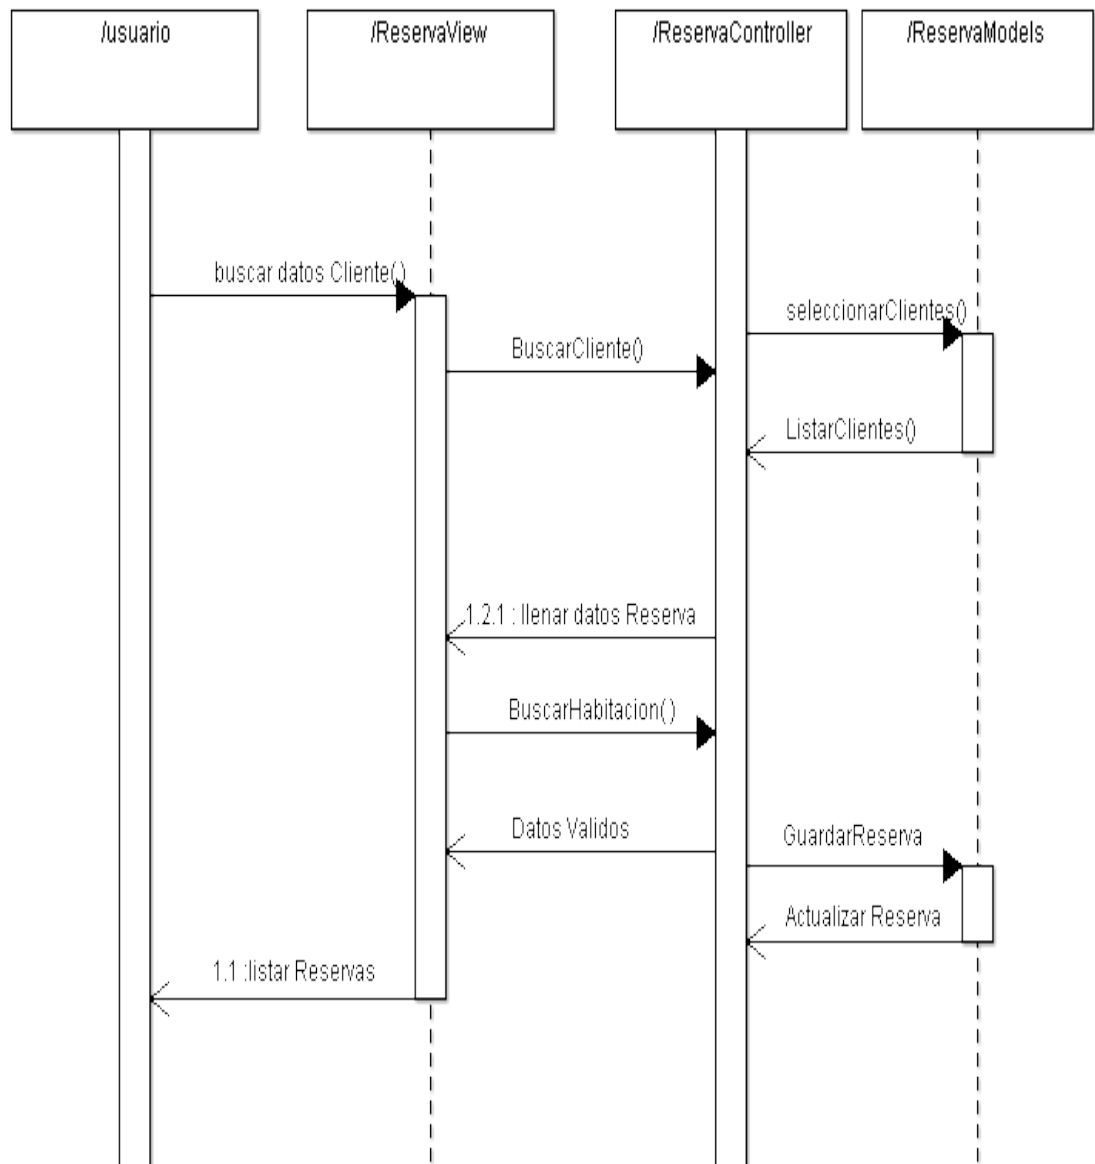 /usuario
/ReservaView
/ReservaController
/ReservaModels
buscar datos Cliente()
seleccionarClientes()
BuscarCliente()
ListarClientes()
1.2.1 : llenar datos Reserva
BuscarHabitacion()
Datos Validos
GuardarReserva
Actualizar Reserva
1.1 :listar Reservas